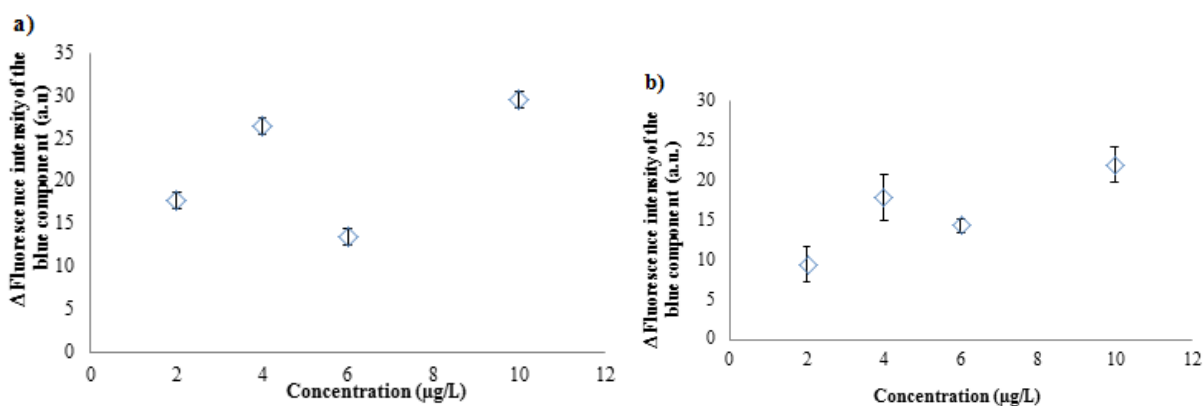 a)
Δ Fluorescence intensity of the
blue component (a.u)
35
30
25
20
15
10
5
0
0 2 4 6 8 10 12
Concentration (µg/L)
b)
Δ Fluorescence intensity of the
blue component (a.u.)
30
25
20
15
10
5
0
0 2 4 6 8 10 12
Concentration (µg/L)